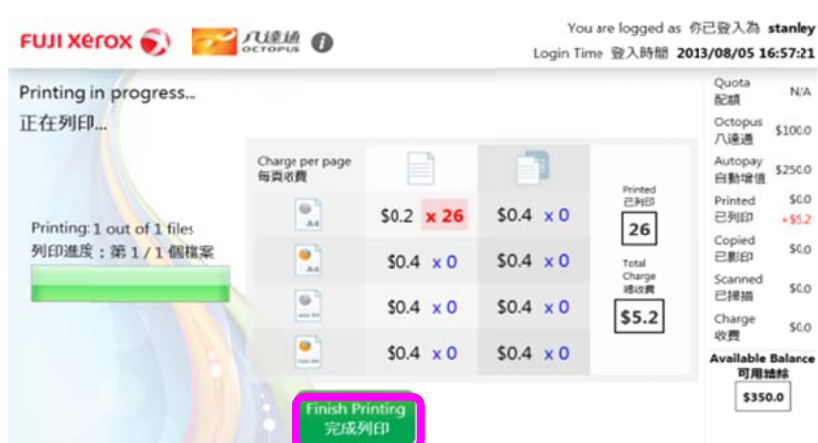 FUJI XEROX
八達通
OCTOPUS
i
You are logged as 你已登入為 stanley
Login Time 登入時間 2013/08/05 16:57:21
Printing in progress...
正在列印...
Printing: 1 out of 1 files
列印進度：第 1 / 1 個檔案
Charge per page
每頁收費
A4
$0.2 x 26 $0.4 x 0
A4
$0.4 x 0 $0.4 x 0
$0.4 x 0 $0.4 x 0
$0.4 x 0 $0.4 x 0
Printed
已列印
26
Total
Charge
總收費
$5.2
Finish Printing
完成列印
Quota
配額
N/A
Octopus
八達通
$100.0
Autopay
自動增值
$250.0
Printed
已列印
$0.0
+$5.2
Copied
已影印
$0.0
Scanned
已掃描
$0.0
Charge
收費
$0.0
Available Balance
可用結餘
$350.0